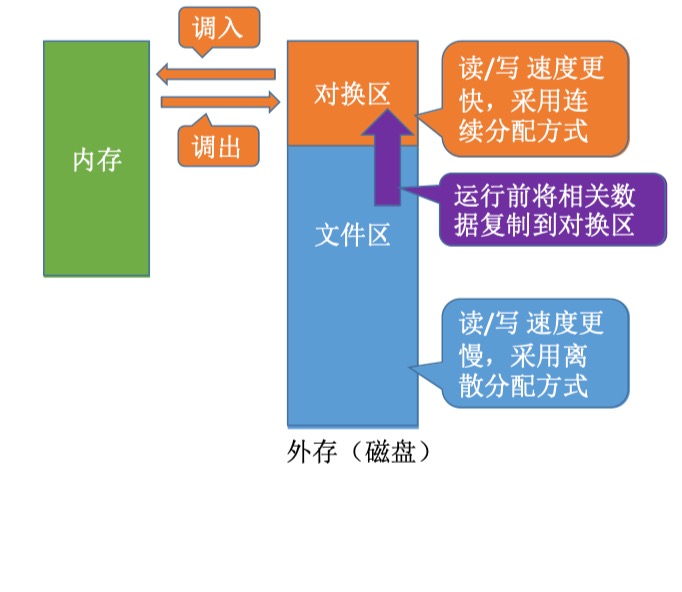 调入
调出
内存
对换区
文件区
读/写 速度更
快，采用连
续分配方式
运行前将相关数
据复制到对换区
读/写 速度更
慢，采用离
散分配方式
外存（磁盘）